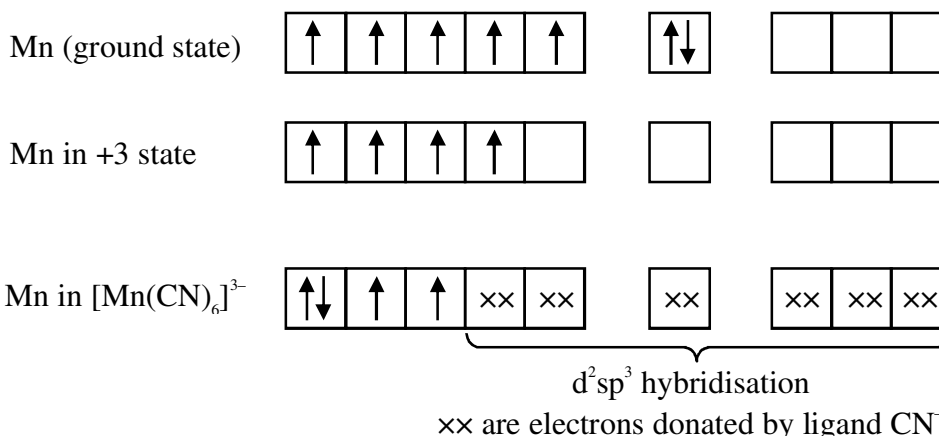 Mn (ground state)
Mn in +3 state
Mn in [Mn(CN)₆]³⁻ ×× ×× ×× ×× ×× ××
d²sp³ hybridisation
×× are electrons donated by ligand CN⁻